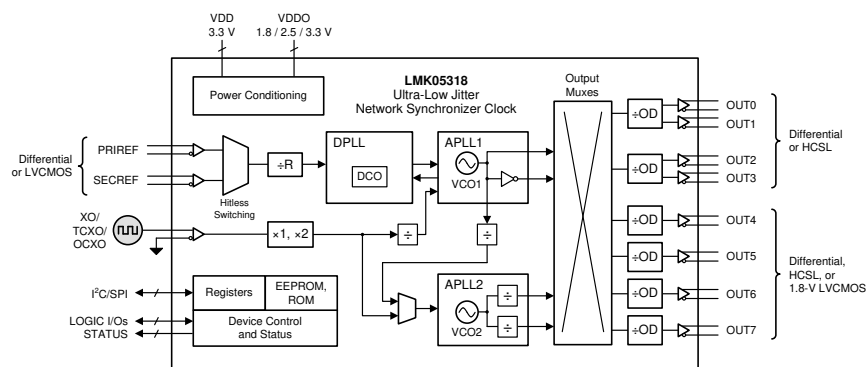 VDD
3.3 V
VDDO
1.8 / 2.5 / 3.3 V
LMK05318
Ultra-Low Jitter
Network Synchronizer Clock
Power Conditioning
Output
Muxes
Differential
or LVCMOS
PRIREF
SECREF
Hitless
Switching
÷R
DPLL
DCO
APLL1
VCO1
÷OD
OUT0
OUT1
Differential
or HCSL
÷OD
OUT2
OUT3
XO/
TCXO/
OCXO
×1, ×2
÷
÷
÷OD
OUT4
÷OD
OUT5
Differential,
HCSL, or
1.8-V LVCMOS
I²C/SPI
Registers
EEPROM,
ROM
LOGIC I/Os
STATUS
Device Control
and Status
APLL2
VCO2
÷
÷
÷OD
OUT6
÷OD
OUT7